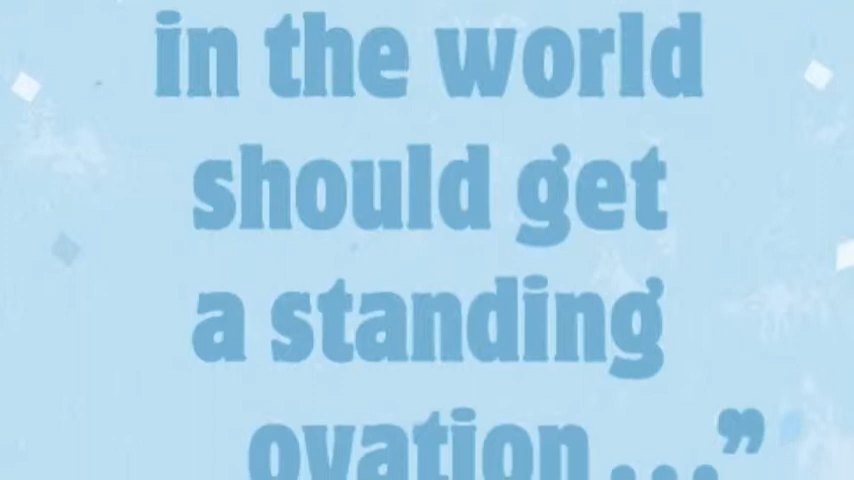 in the world
should get
a standing
ovation...”